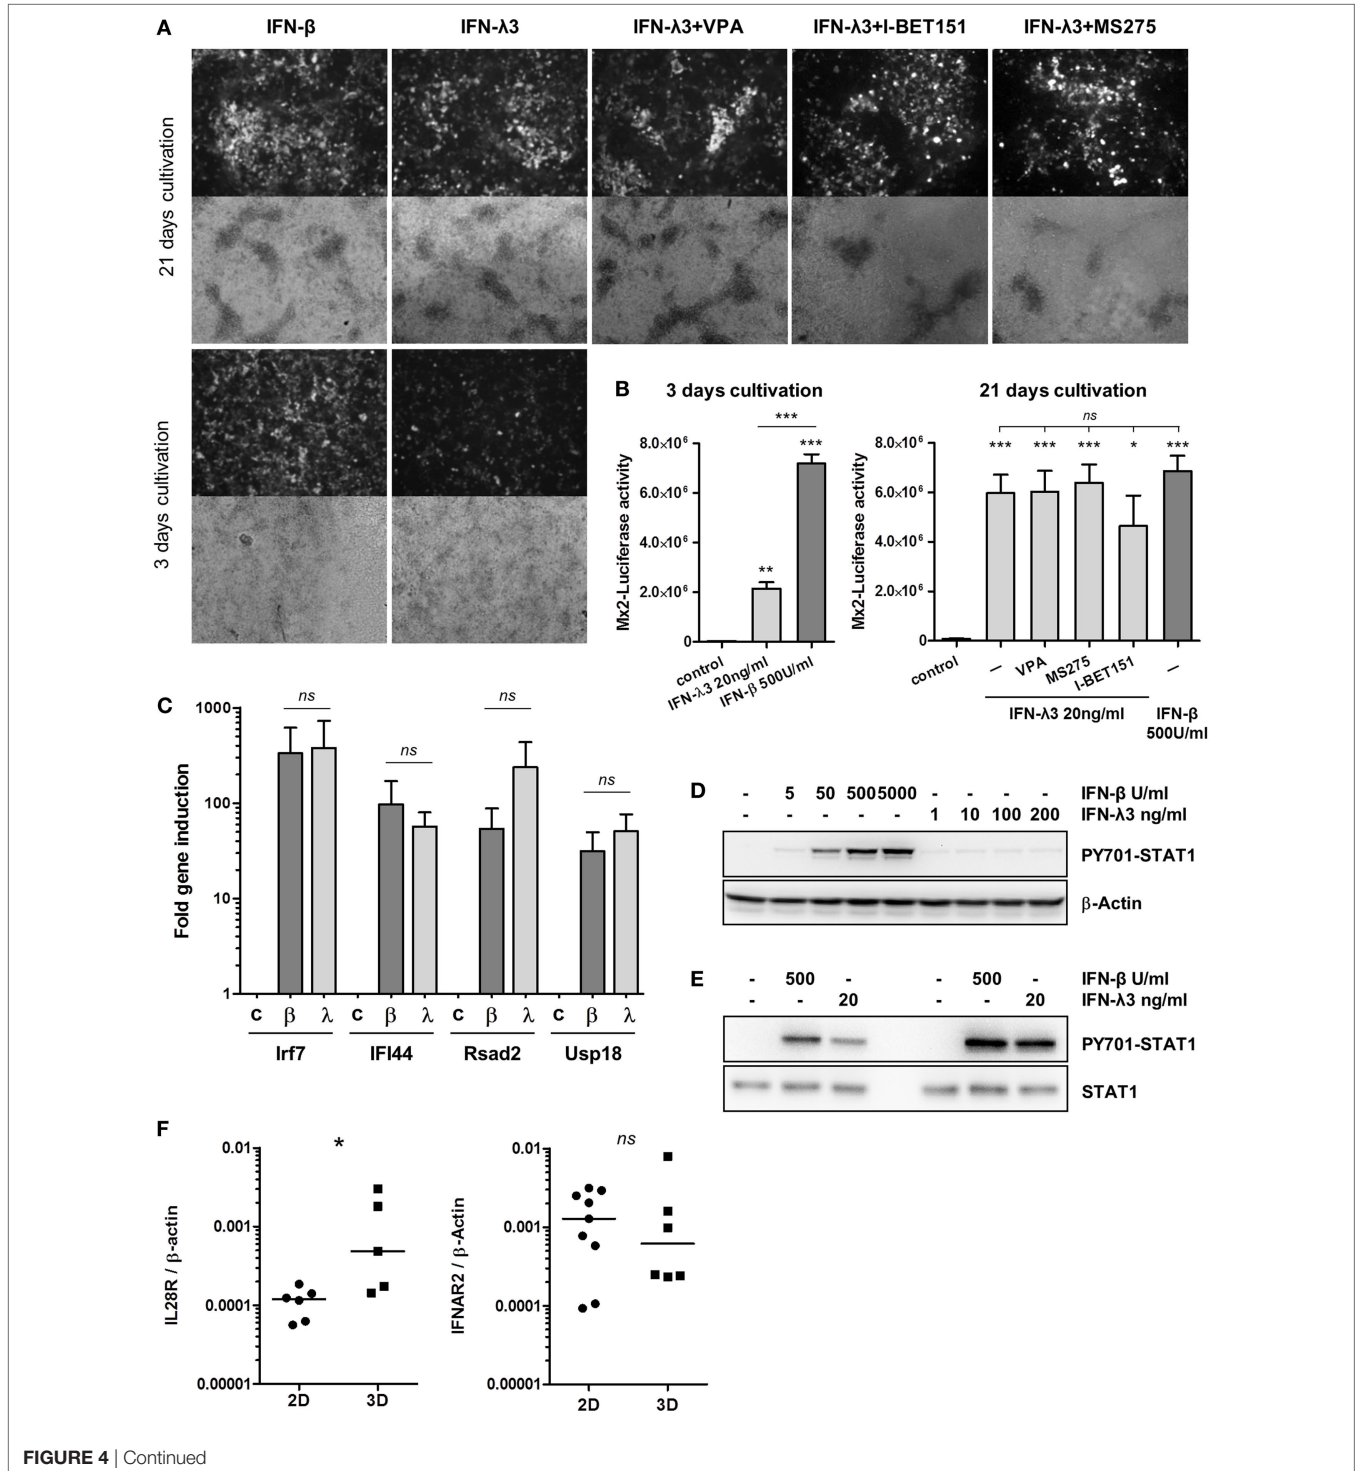 A IFN-β IFN-λ3 IFN-λ3+VPA IFN-λ3+I-BET151 IFN-λ3+MS275
21 days cultivation
3 days cultivation
B 3 days cultivation 21 days cultivation
***
ns
Mx2-Luciferase activity
8.0×10⁶
6.0×10⁶
4.0×10⁶
2.0×10⁶
0
** ***
control
IFN-λ3 20ng/ml
IFN-β 500U/ml
Mx2-Luciferase activity
8.0×10⁶
6.0×10⁶
4.0×10⁶
2.0×10⁶
0
*** *** *** * ***
control – VPA MS275 I-BET151 –
IFN-λ3 20ng/ml IFN-β
500U/ml
C
Fold gene induction
1000
100
10
1
ns ns ns ns
c β λ c β λ c β λ c β λ
Irf7 IFI44 Rsad2 Usp18
D - 5 50 500 5000 - - - - IFN-β U/ml
- - - - - 1 10 100 200 IFN-λ3 ng/ml
PY701-STAT1
β-Actin
E - 500 - - 500 - IFN-β U/ml
- - 20 - - 20 IFN-λ3 ng/ml
PY701-STAT1
STAT1
F
IL28R / β-actin
0.01
0.001
0.0001
0.00001
*
2D 3D
IFNAR2 / β-Actin
0.01
0.001
0.0001
0.00001
ns
2D 3D
FIGURE 4 | Continued